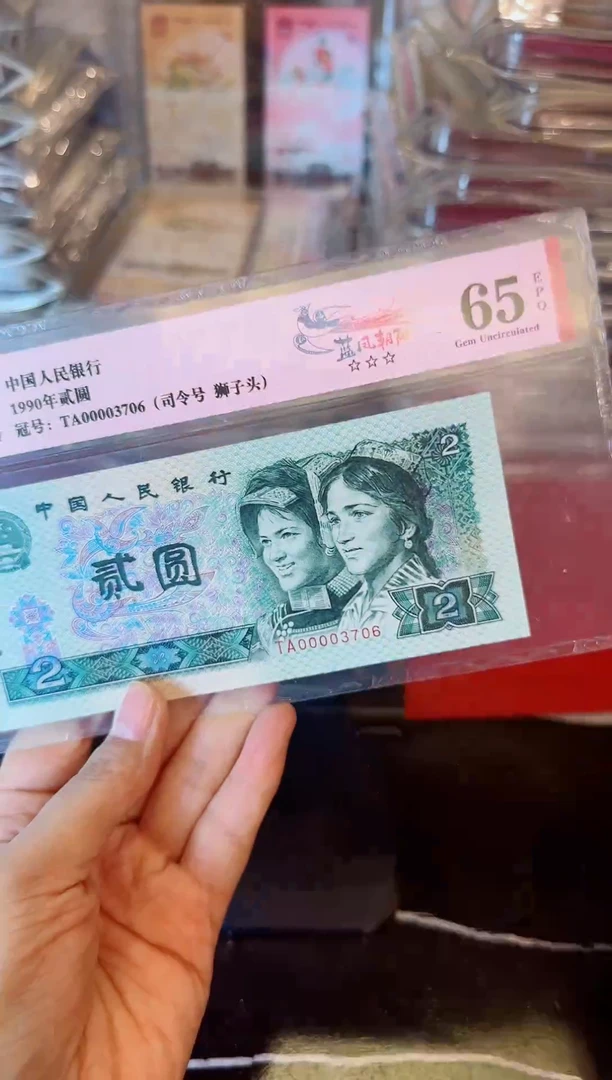 中国人民银行
1990年贰圆
冠号：TA00003706（司令号 狮子头）
蓝凤朝阳
☆☆☆
65
EPQ
Gem Uncirculated
中国人民银行
2
贰圆
2
TA00003706
2